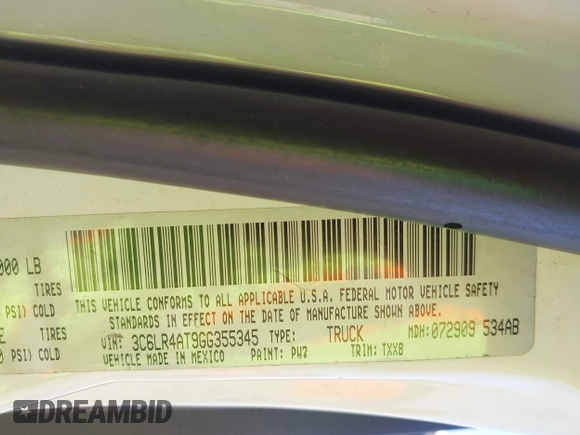 000 LB
TIRES
PSI) COLD
TIRES
0 PSI) COLD
THIS VEHICLE CONFORMS TO ALL APPLICABLE U.S.A. FEDERAL MOTOR VEHICLE SAFETY
STANDARDS IN EFFECT ON THE DATE OF MANUFACTURE SHOWN ABOVE.
VIN: 3C6LR4AT9GG355345 TYPE: TRUCK MDH: 072909 534AB
VEHICLE MADE IN MEXICO PAINT: PW7 TRIM: TXX8
DREAMBID